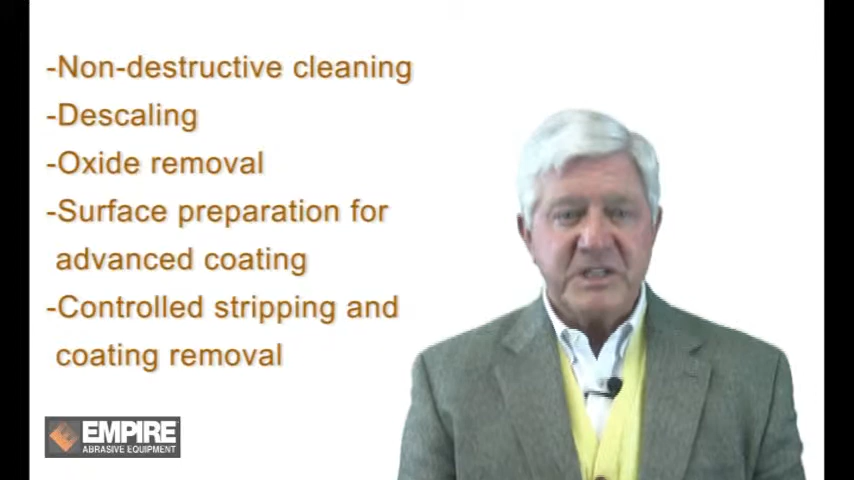 -Non-destructive cleaning
-Descaling
-Oxide removal
-Surface preparation for
advanced coating
-Controlled stripping and
coating removal
EMPIRE
ABRASIVE EQUIPMENT